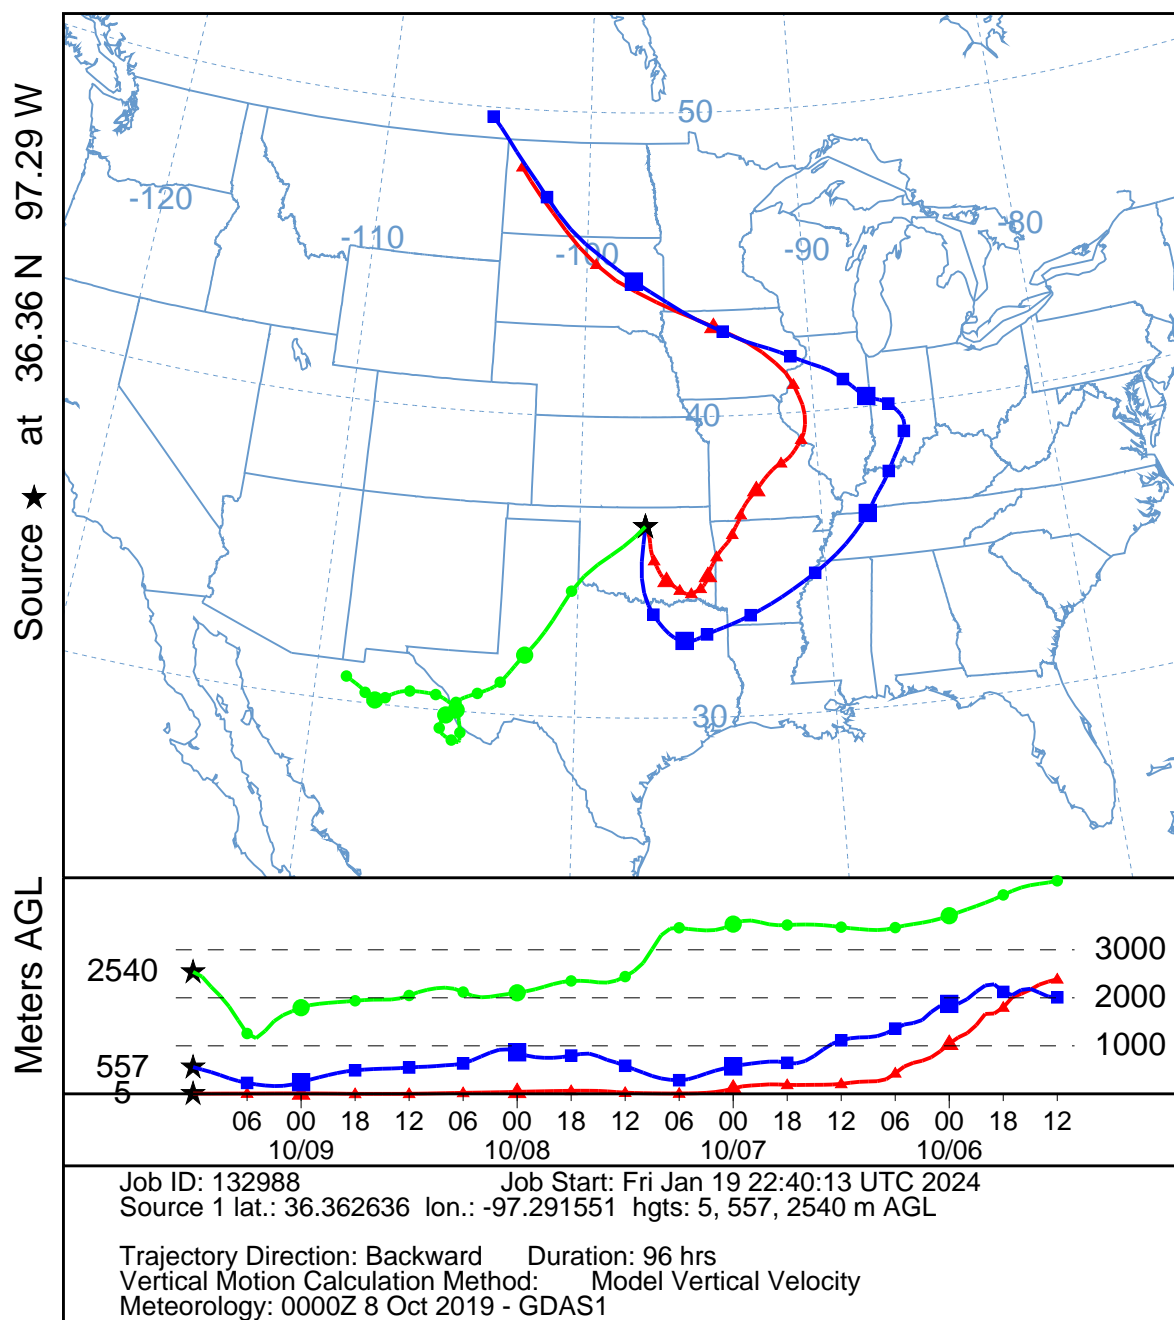 Source ★ at 36.36 N 97.29 W
50
-120
-80
-110
-90
-100
40
30
Meters AGL
3000
2540
2000
1000
557
5
06 00 18 12 06 00 18 12 06 00 18 12 06 00 18 12
10/09 10/08 10/07 10/06
Job ID: 132988 Job Start: Fri Jan 19 22:40:13 UTC 2024
Source 1 lat.: 36.362636 lon.: -97.291551 hgts: 5, 557, 2540 m AGL
Trajectory Direction: Backward Duration: 96 hrs
Vertical Motion Calculation Method: Model Vertical Velocity
Meteorology: 0000Z 8 Oct 2019 - GDAS1